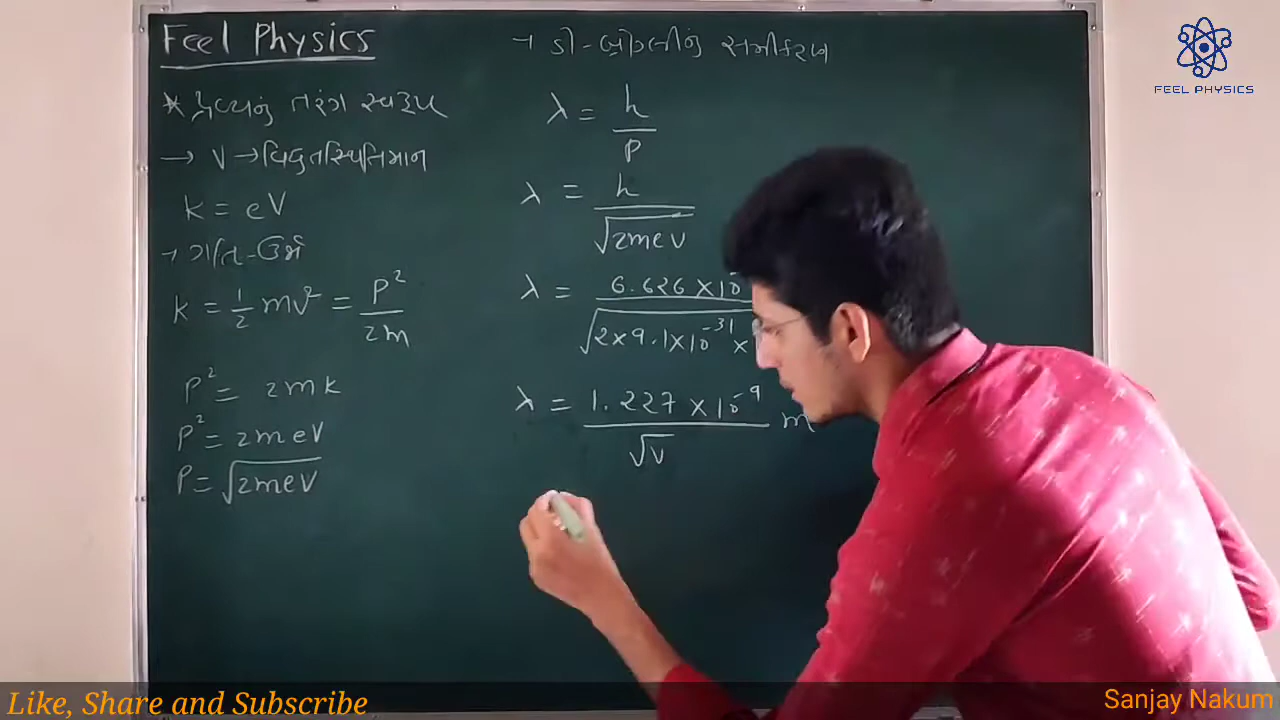 Feel Physics
* દ્રવ્યનું તરંગ સ્વરૂપ
→ V → વિદ્યુતસ્થિતિમાન
K = eV
→ ગતિ-ઉર્જા
K = 1/2 mv² = P²/2m
P² = 2mK
P² = 2meV
P = √2meV
→ ડી-બ્રોગ્લીનું સમીકરણ
λ = h/P
λ = h/√2meV
λ = 6.626×10⁻ / √2×9.1×10⁻³¹×
λ = 1.227×10⁻⁹/√V m
FEEL PHYSICS
Like, Share and Subscribe
Sanjay Nakum